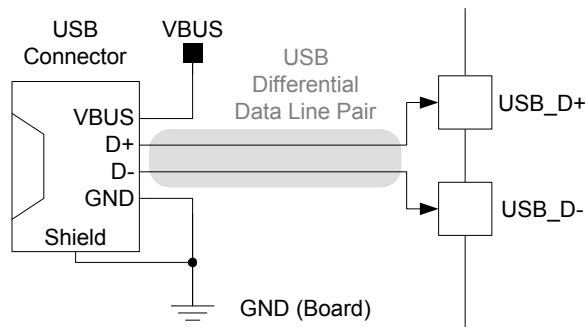 USB
Connector
VBUS
USB
Differential
Data Line Pair
VBUS
D+
D-
GND
Shield
USB_D+
USB_D-
GND (Board)